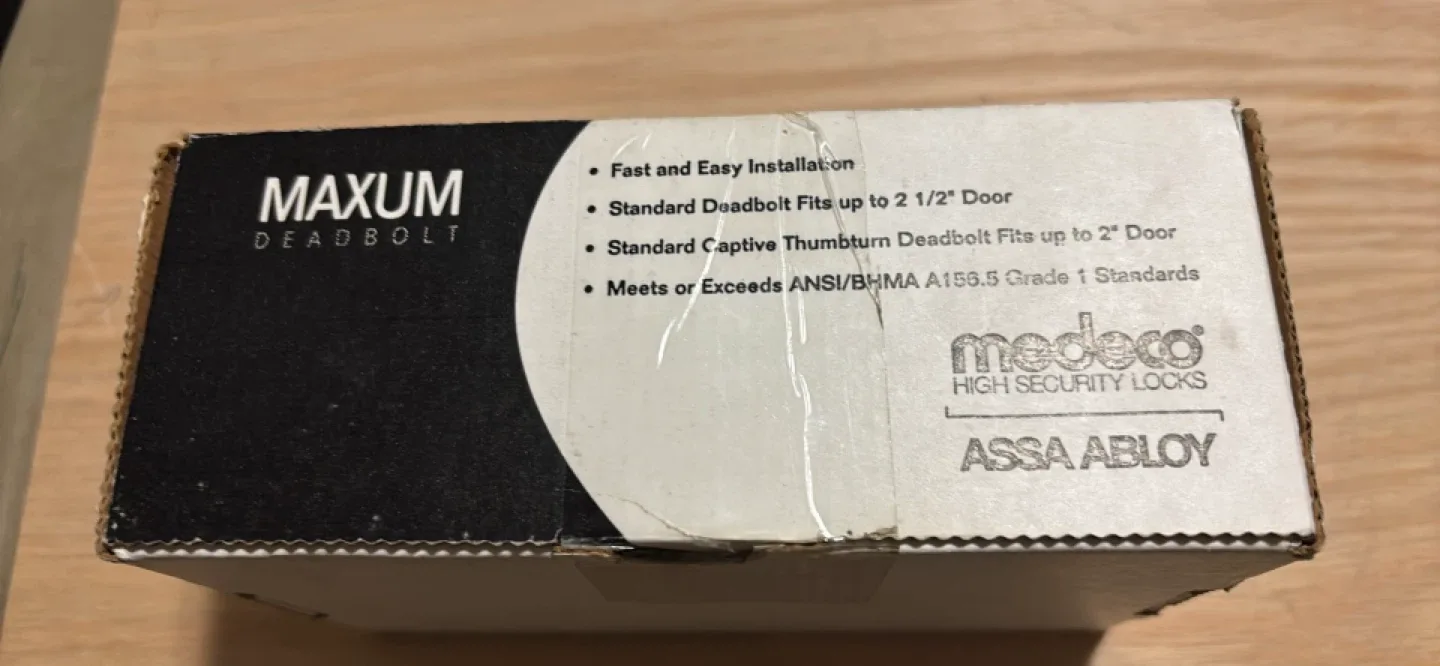 MAXUM
DEADBOLT
• Fast and Easy Installation
• Standard Deadbolt Fits up to 2 1/2" Door
• Standard Captive Thumbturn Deadbolt Fits up to 2" Door
• Meets or Exceeds ANSI/BHMA A156.5 Grade 1 Standards
medeco®
HIGH SECURITY LOCKS
ASSA ABLOY